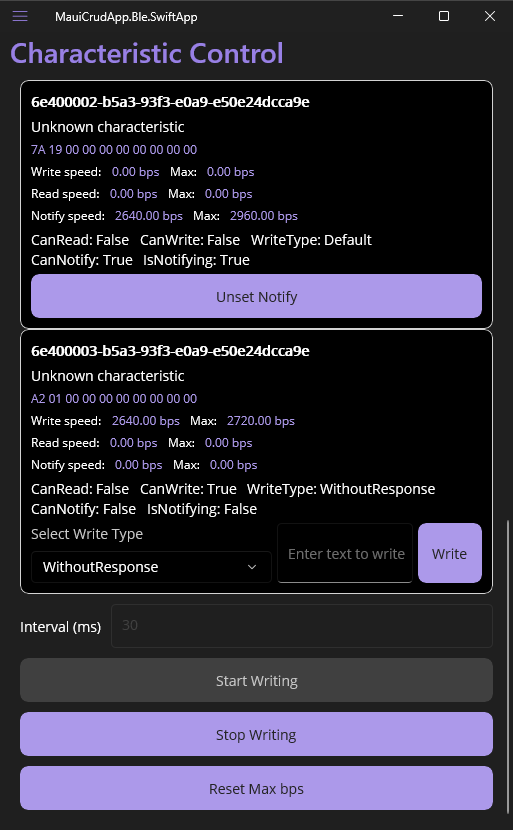 MauiCrudApp.Ble.SwiftApp
Characteristic Control
6e400002-b5a3-93f3-e0a9-e50e24dcca9e
Unknown characteristic
7A 19 00 00 00 00 00 00 00 00
Write speed: 0.00 bps Max: 0.00 bps
Read speed: 0.00 bps Max: 0.00 bps
Notify speed: 2640.00 bps Max: 2960.00 bps
CanRead: False CanWrite: False WriteType: Default
CanNotify: True IsNotifying: True
Unset Notify
6e400003-b5a3-93f3-e0a9-e50e24dcca9e
Unknown characteristic
A2 01 00 00 00 00 00 00 00 00
Write speed: 2640.00 bps Max: 2720.00 bps
Read speed: 0.00 bps Max: 0.00 bps
Notify speed: 0.00 bps Max: 0.00 bps
CanRead: False CanWrite: True WriteType: WithoutResponse
CanNotify: False IsNotifying: False
Select Write Type
WithoutResponse
Enter text to write
Write
Interval (ms) 30
Start Writing
Stop Writing
Reset Max bps